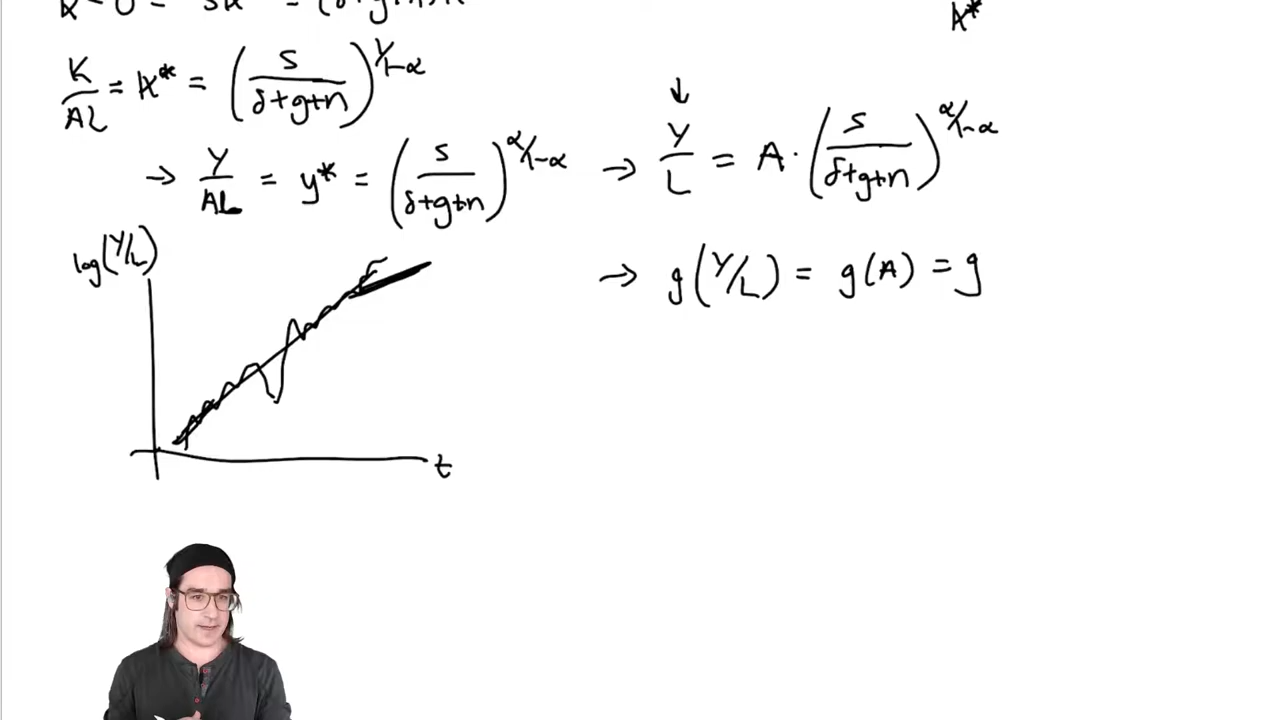 k* 
K/AL = k* = (s/(δ+g+n))^(1/1-α)
→ Y/AL = y* = (s/(δ+g+n))^(α/1-α) → Y/L = A · (s/(δ+g+n))^(α/1-α)
log(Y/L)
→ g(Y/L) = g(A) = g
t